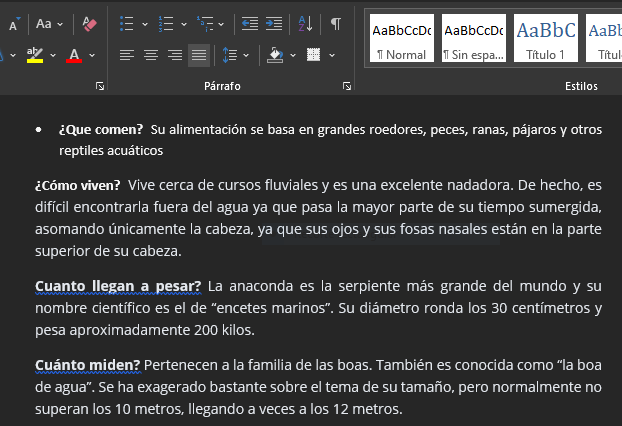 Aa
AaBbCcDc
AaBbCcDc
AaBbC
AaBb
¶ Normal
¶ Sin espa...
Título 1
Títul
Párrafo
Estilos
• ¿Que comen? Su alimentación se basa en grandes roedores, peces, ranas, pájaros y otros
reptiles acuáticos
¿Cómo viven? Vive cerca de cursos fluviales y es una excelente nadadora. De hecho, es
difícil encontrarla fuera del agua ya que pasa la mayor parte de su tiempo sumergida,
asomando únicamente la cabeza, ya que sus ojos y sus fosas nasales están en la parte
superior de su cabeza.
Cuanto llegan a pesar? La anaconda es la serpiente más grande del mundo y su
nombre científico es el de “encetes marinos”. Su diámetro ronda los 30 centímetros y
pesa aproximadamente 200 kilos.
Cuánto miden? Pertenecen a la familia de las boas. También es conocida como “la boa
de agua”. Se ha exagerado bastante sobre el tema de su tamaño, pero normalmente no
superan los 10 metros, llegando a veces a los 12 metros.